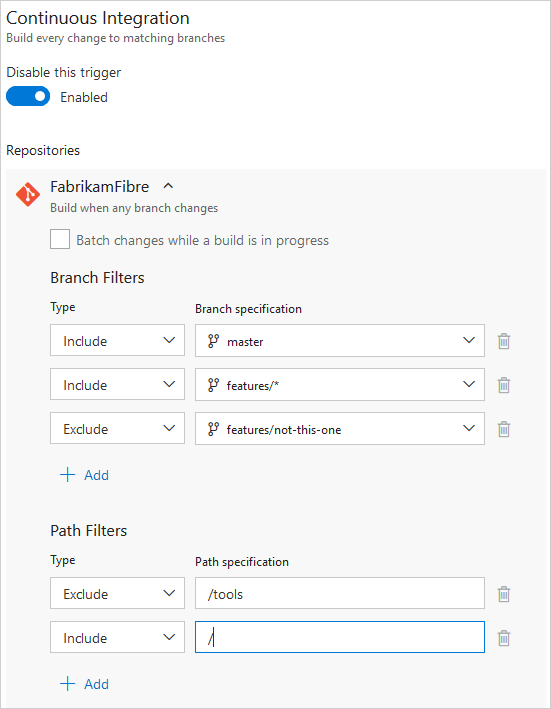 Continuous Integration
Build every change to matching branches
Disable this trigger
Enabled
Repositories
FabrikamFibre
Build when any branch changes
Batch changes while a build is in progress
Branch Filters
Type Branch specification
Include master
Include features/*
Exclude features/not-this-one
Add
Path Filters
Type Path specification
Exclude /tools
Include /
Add